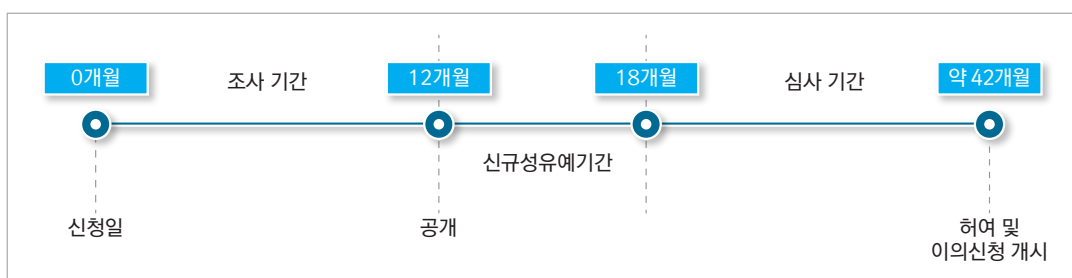 0개월
조사 기간
12개월
18개월
심사 기간
약 42개월
신규성유예기간
신청일
공개
허여 및
이의신청 개시